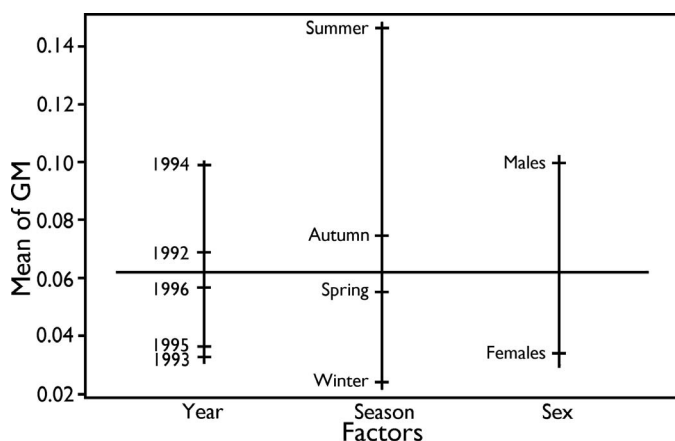 Mean of GM
0.14
0.12
0.10
0.08
0.06
0.04
0.02
1994
1992
1996
1995
1993
Summer
Autumn
Spring
Winter
Males
Females
Year
Season
Sex
Factors